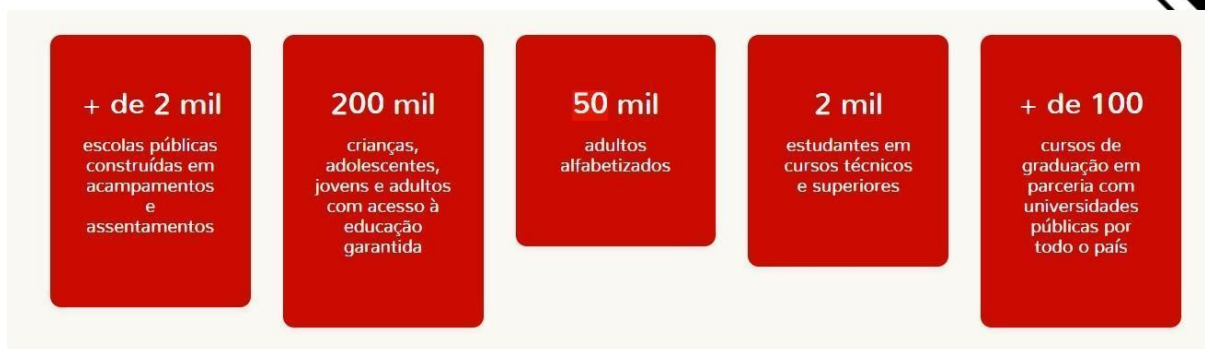 + de 2 mil
escolas públicas
construídas em
acampamentos
e
assentamentos
200 mil
crianças,
adolescentes,
jovens e adultos
com acesso à
educação
garantida
50 mil
adultos
alfabetizados
2 mil
estudantes em
cursos técnicos
e superiores
+ de 100
cursos de
graduação em
parceria com
universidades
públicas por
todo o país